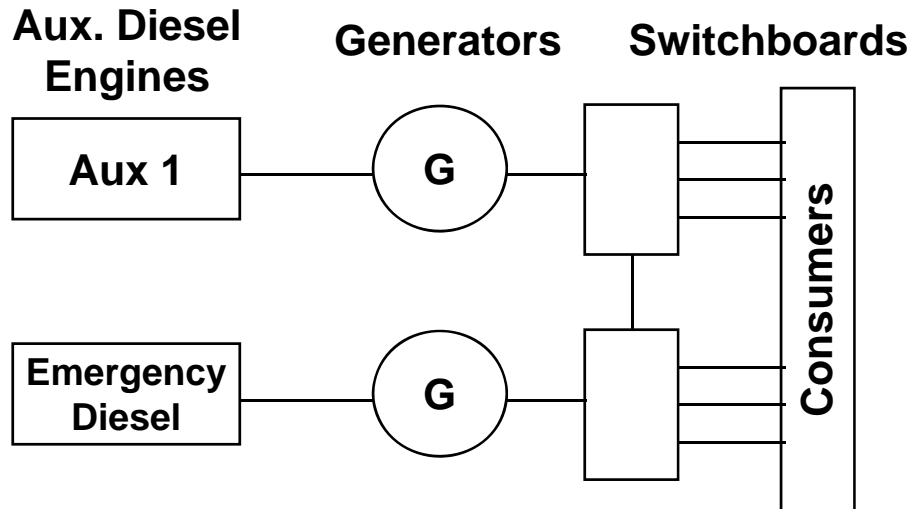 Aux. Diesel
Engines
Generators
Switchboards
Aux 1
G
Emergency
Diesel
G
Consumers